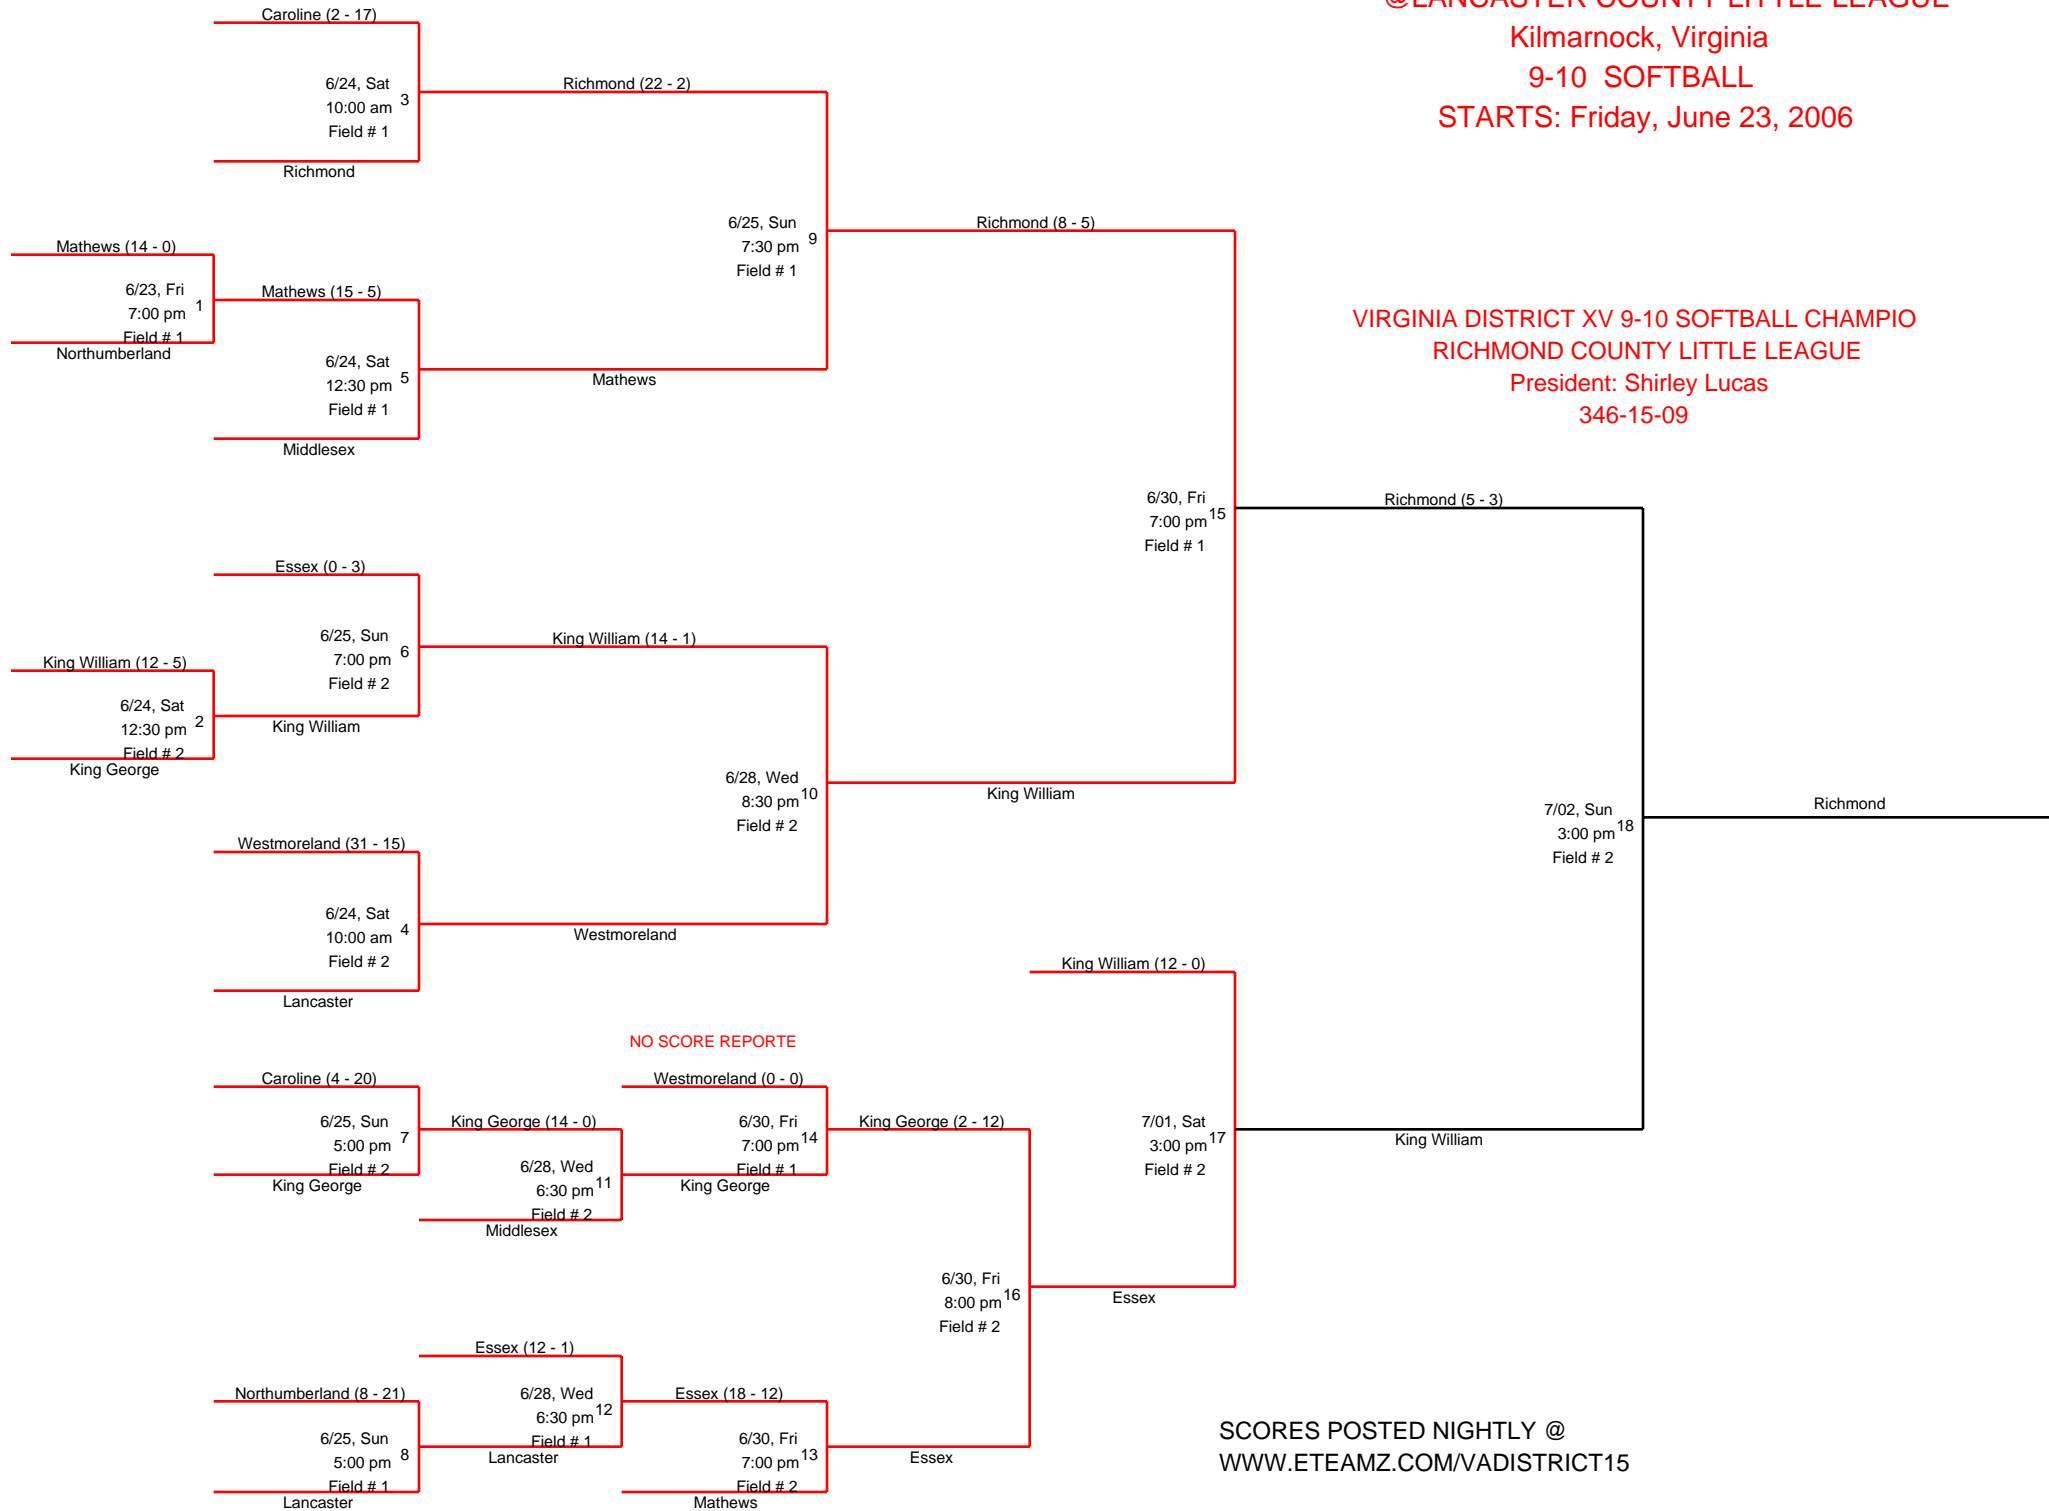 @LANCASTER COUNTY LITTLE LEAGUE
Kilmarnock, Virginia
9-10 SOFTBALL
STARTS: Friday, June 23, 2006
Caroline (2 - 17)
6/24, Sat
10:00 am 3
Field # 1
Richmond
Richmond (22 - 2)
Mathews (14 - 0)
6/23, Fri
7:00 pm 1
Field # 1
Northumberland
Mathews (15 - 5)
6/24, Sat
12:30 pm 5
Field # 1
Middlesex
6/25, Sun
7:30 pm 9
Field # 1
Mathews
Richmond (8 - 5)
VIRGINIA DISTRICT XV 9-10 SOFTBALL CHAMPIO
RICHMOND COUNTY LITTLE LEAGUE
President: Shirley Lucas
346-15-09
6/30, Fri
7:00 pm 15
Field # 1
Richmond (5 - 3)
Essex (0 - 3)
6/25, Sun
7:00 pm 6
Field # 2
King William (12 - 5)
6/24, Sat
12:30 pm 2
Field # 2
King George
King William
King William (14 - 1)
6/28, Wed
8:30 pm 10
Field # 2
King William
Westmoreland (31 - 15)
6/24, Sat
10:00 am 4
Field # 2
Lancaster
Westmoreland
7/02, Sun
3:00 pm 18
Field # 2
Richmond
King William (12 - 0)
NO SCORE REPORTE
Caroline (4 - 20)
6/25, Sun
5:00 pm 7
Field # 2
King George
King George (14 - 0)
6/28, Wed
6:30 pm 11
Field # 2
Middlesex
Westmoreland (0 - 0)
6/30, Fri
7:00 pm 14
Field # 1
King George
King George (2 - 12)
7/01, Sat
3:00 pm 17
Field # 2
King William
6/30, Fri
8:00 pm 16
Field # 2
Essex
Essex (12 - 1)
6/28, Wed
6:30 pm 12
Field # 1
Lancaster
Northumberland (8 - 21)
6/25, Sun
5:00 pm 8
Field # 1
Lancaster
Essex (18 - 12)
6/30, Fri
7:00 pm 13
Field # 2
Mathews
Essex
SCORES POSTED NIGHTLY @
WWW.ETEAMZ.COM/VADISTRICT15